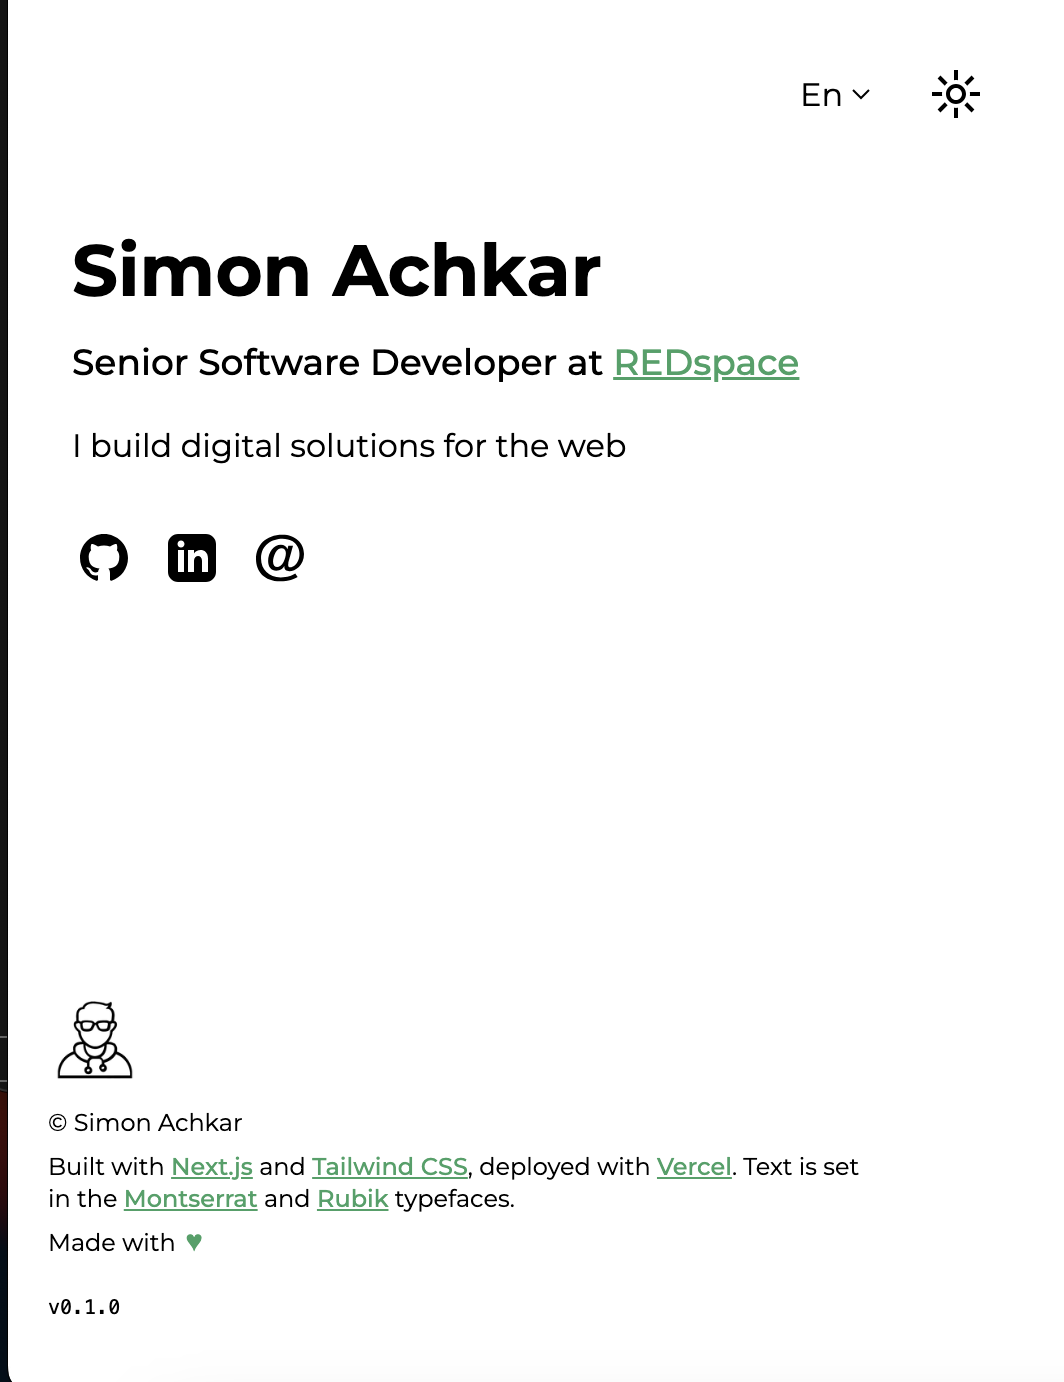 En
Simon Achkar
Senior Software Developer at REDspace
I build digital solutions for the web
in @
© Simon Achkar
Built with Next.js and Tailwind CSS, deployed with Vercel. Text is set
in the Montserrat and Rubik typefaces.
Made with ♥
v0.1.0